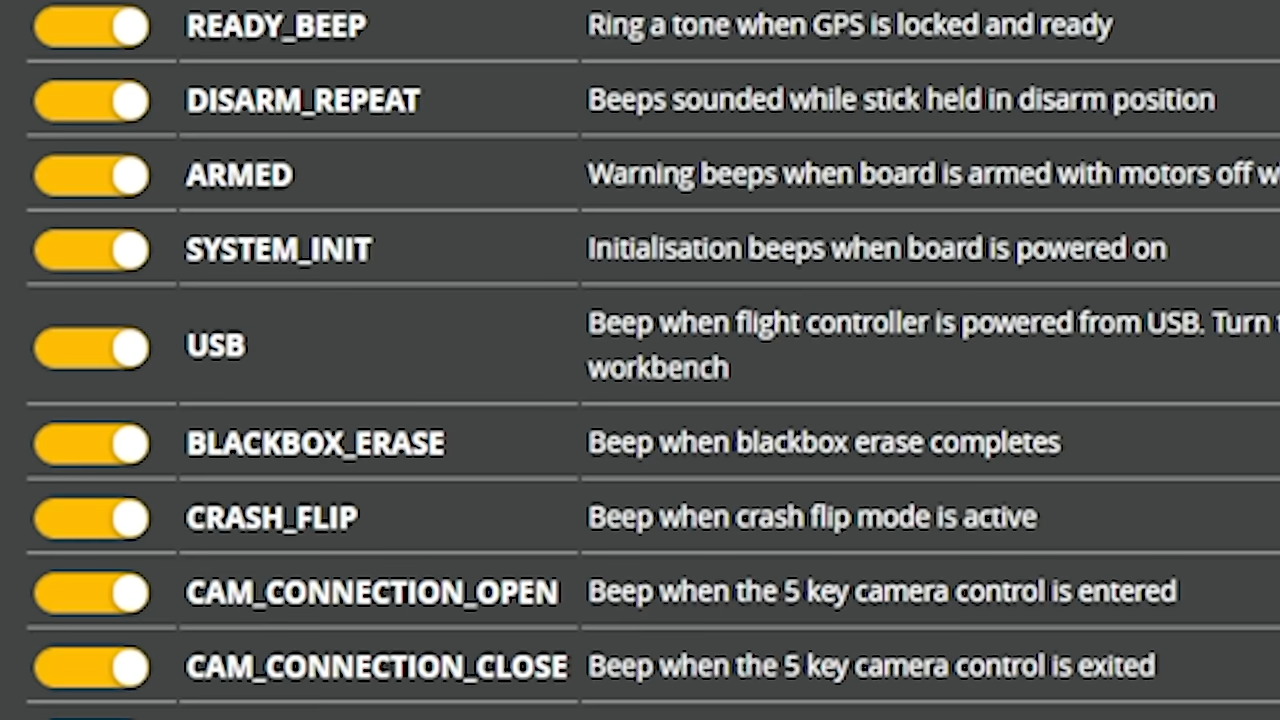 READY_BEEP Ring a tone when GPS is locked and ready
DISARM_REPEAT Beeps sounded while stick held in disarm position
ARMED Warning beeps when board is armed with motors off
SYSTEM_INIT Initialisation beeps when board is powered on
USB Beep when flight controller is powered from USB. Turn
workbench
BLACKBOX_ERASE Beep when blackbox erase completes
CRASH_FLIP Beep when crash flip mode is active
CAM_CONNECTION_OPEN Beep when the 5 key camera control is entered
CAM_CONNECTION_CLOSE Beep when the 5 key camera control is exited